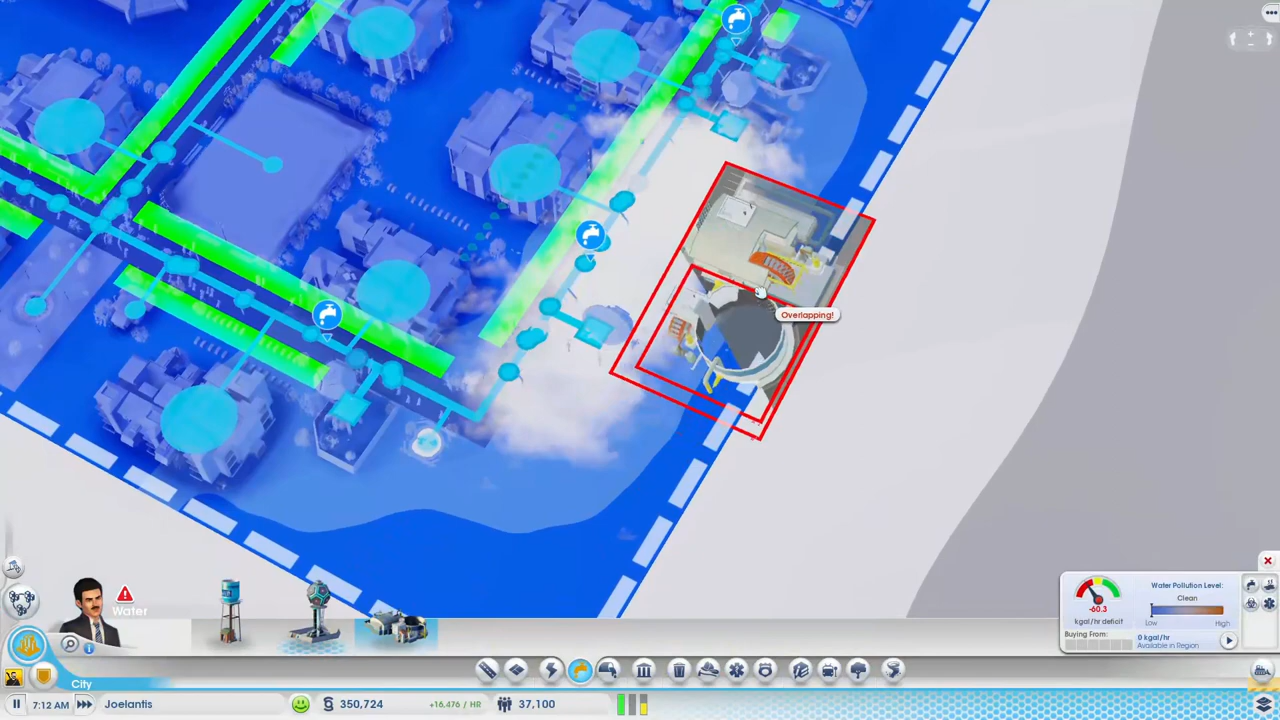 Overlapping!
Water
-60.3
kgal/hr deficit
Buying From:
Water Pollution Level:
Clean
Low
High
0 kgal/hr
Available in Region
City
7:12 AM
Joelantis
350,724
+16,476 / HR
37,100